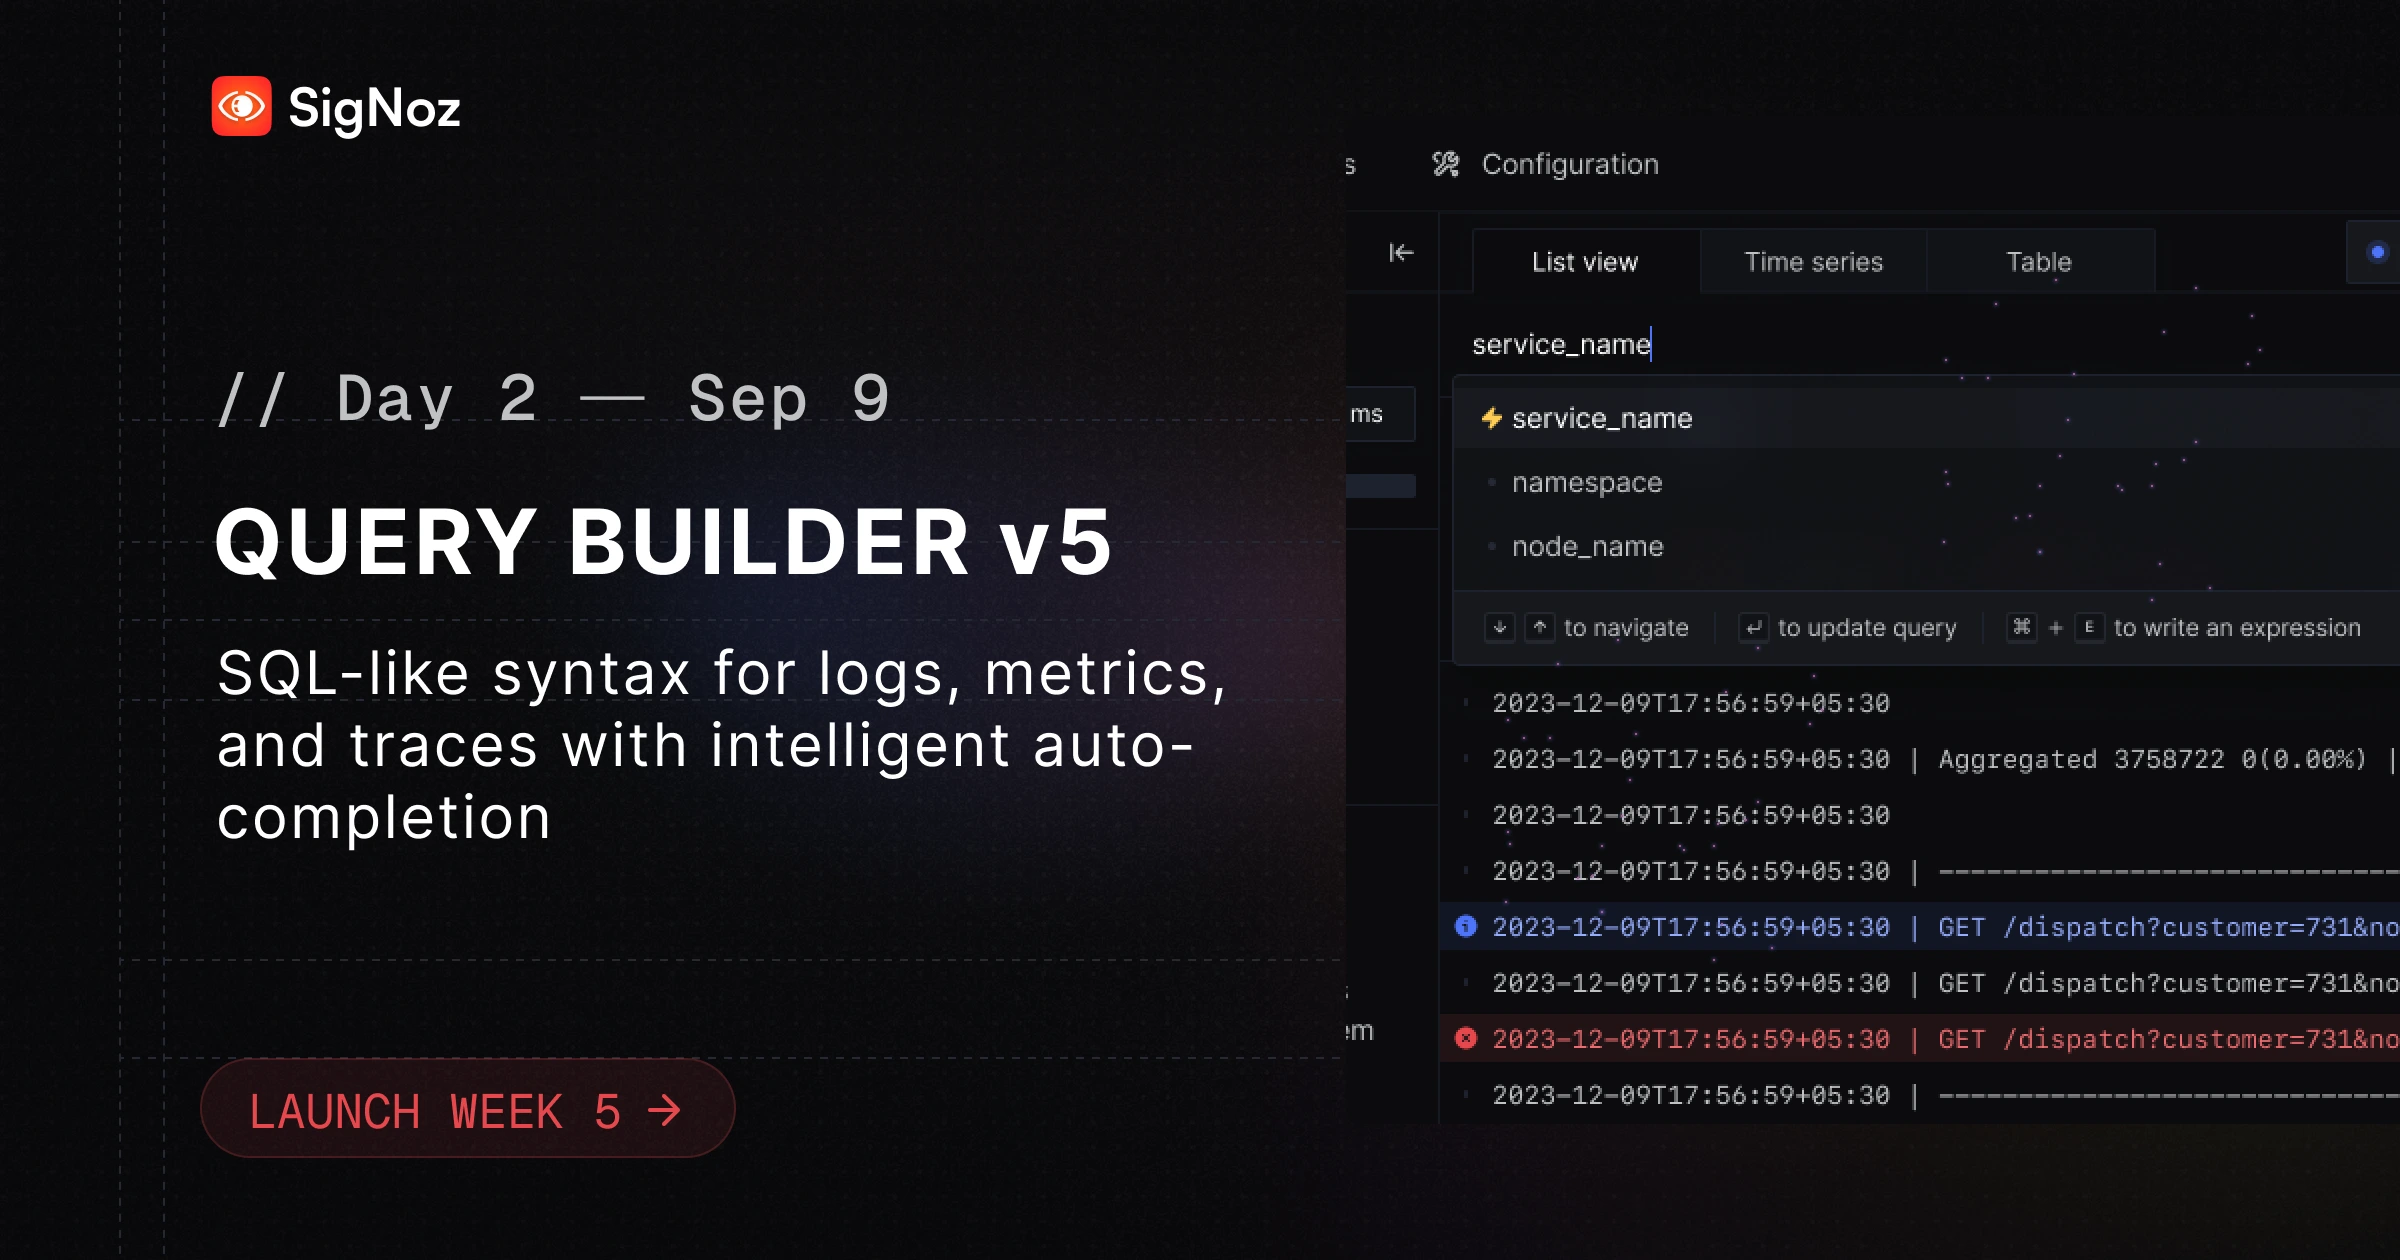 SigNoz
// Day 2 — Sep 9
QUERY BUILDER v5
SQL-like syntax for logs, metrics,
and traces with intelligent auto-
completion
LAUNCH WEEK 5 →
s
Configuration
List view
Time series
Table
service_name
ms
service_name
namespace
node_name
↓ ↑ to navigate
↵ to update query
⌘ + E to write an expression
2023-12-09T17:56:59+05:30
2023-12-09T17:56:59+05:30 | Aggregated 3758722 0(0.00%) |
2023-12-09T17:56:59+05:30
2023-12-09T17:56:59+05:30 | -----------------------------
2023-12-09T17:56:59+05:30 | GET /dispatch?customer=731&no
2023-12-09T17:56:59+05:30 | GET /dispatch?customer=731&no
em
2023-12-09T17:56:59+05:30 | GET /dispatch?customer=731&no
2023-12-09T17:56:59+05:30 | -----------------------------